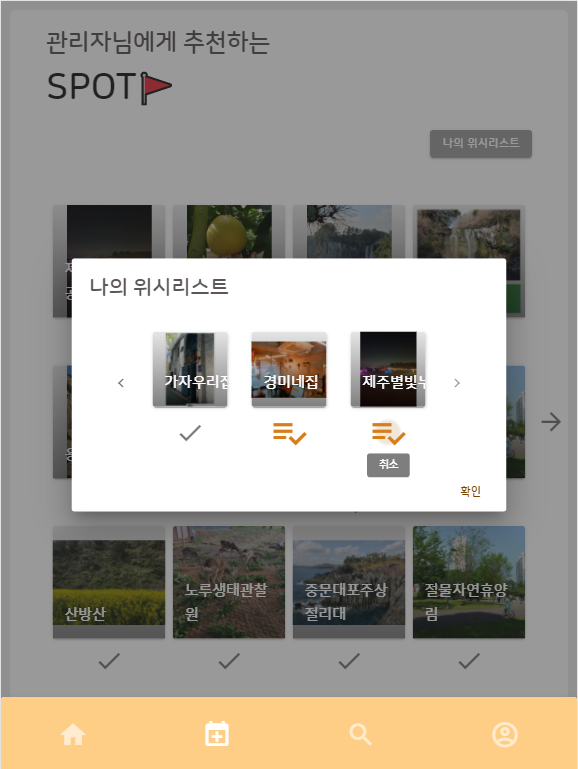 관리자님에게 추천하는
SPOT
나의 위시리스트
나의 위시리스트
가자우리집
경미네집
제주별빛누
취소
확인
산방산
노루생태관찰
원
중문대포주상
절리대
절물자연휴양
림